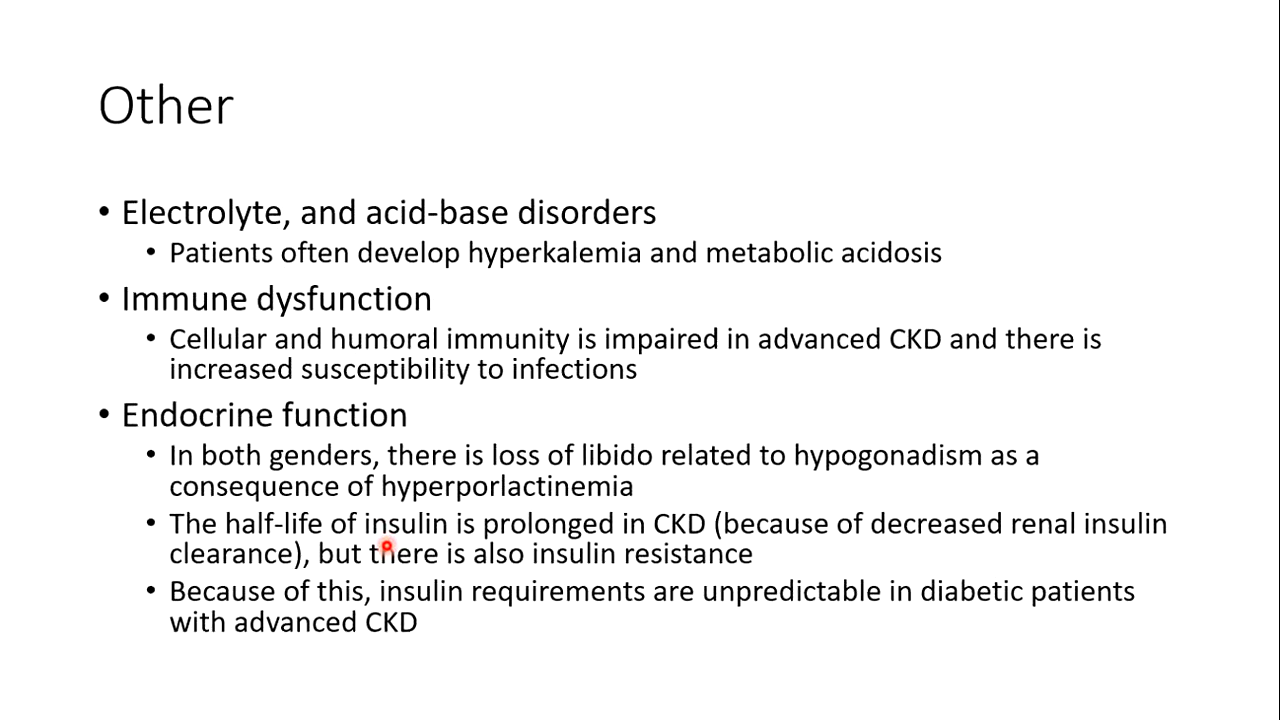 Other
• Electrolyte, and acid-base disorders
• Patients often develop hyperkalemia and metabolic acidosis
• Immune dysfunction
• Cellular and humoral immunity is impaired in advanced CKD and there is
increased susceptibility to infections
• Endocrine function
• In both genders, there is loss of libido related to hypogonadism as a
consequence of hyperporlactinemia
• The half-life of insulin is prolonged in CKD (because of decreased renal insulin
clearance), but there is also insulin resistance
• Because of this, insulin requirements are unpredictable in diabetic patients
with advanced CKD